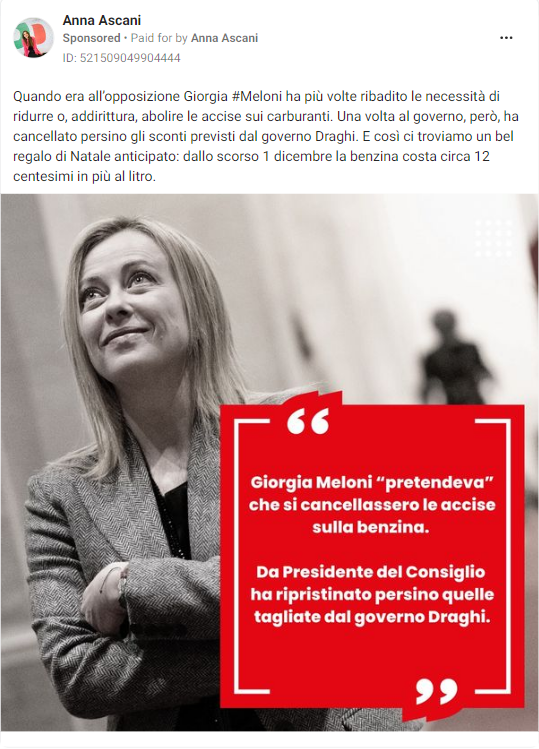 Anna Ascani
Sponsored • Paid for by Anna Ascani
ID: 521509049904444
Quando era all'opposizione Giorgia #Meloni ha più volte ribadito le necessità di
ridurre o, addirittura, abolire le accise sui carburanti. Una volta al governo, però, ha
cancellato persino gli sconti previsti dal governo Draghi. E così ci troviamo un bel
regalo di Natale anticipato: dallo scorso 1 dicembre la benzina costa circa 12
centesimi in più al litro.
“
Giorgia Meloni “pretendeva”
che si cancellassero le accise
sulla benzina.
Da Presidente del Consiglio
ha ripristinato persino quelle
tagliate dal governo Draghi.
”